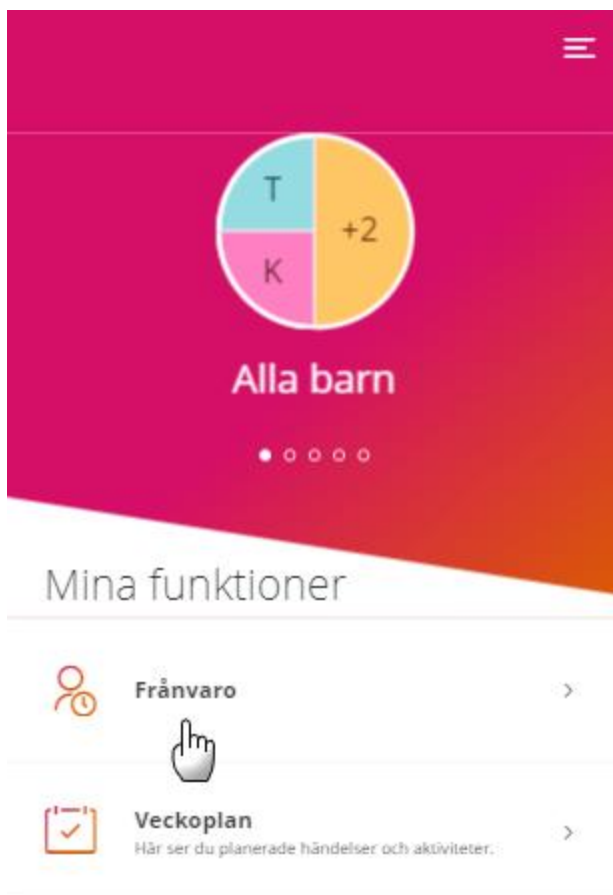 T
+2
K
Alla barn
Mina funktioner
Frånvaro
Veckoplan
Här ser du planerade händelser och aktiviteter.